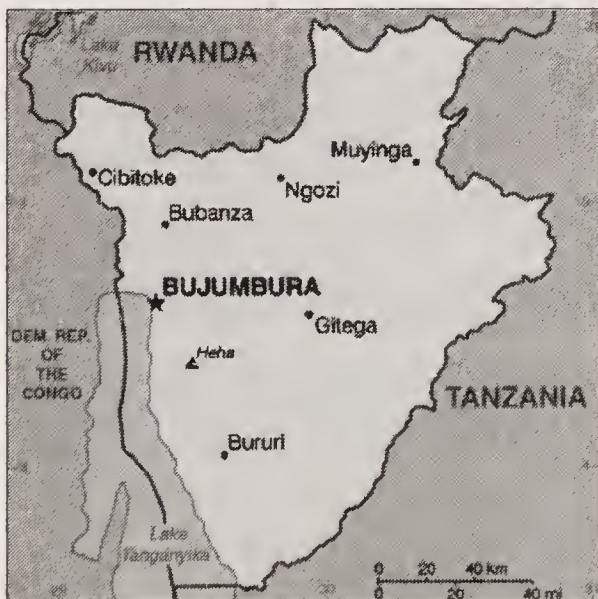 Lake
Kivu
RWANDA
Muyinga
Cibitoke
Ngozi
Bubanza
BUJUMBURA
Gitega
DEM. REP.
OF
THE
CONGO
Heha
TANZANIA
Bururi
Lake
Tanganyika
0 20 40 km
0 20 40 mi